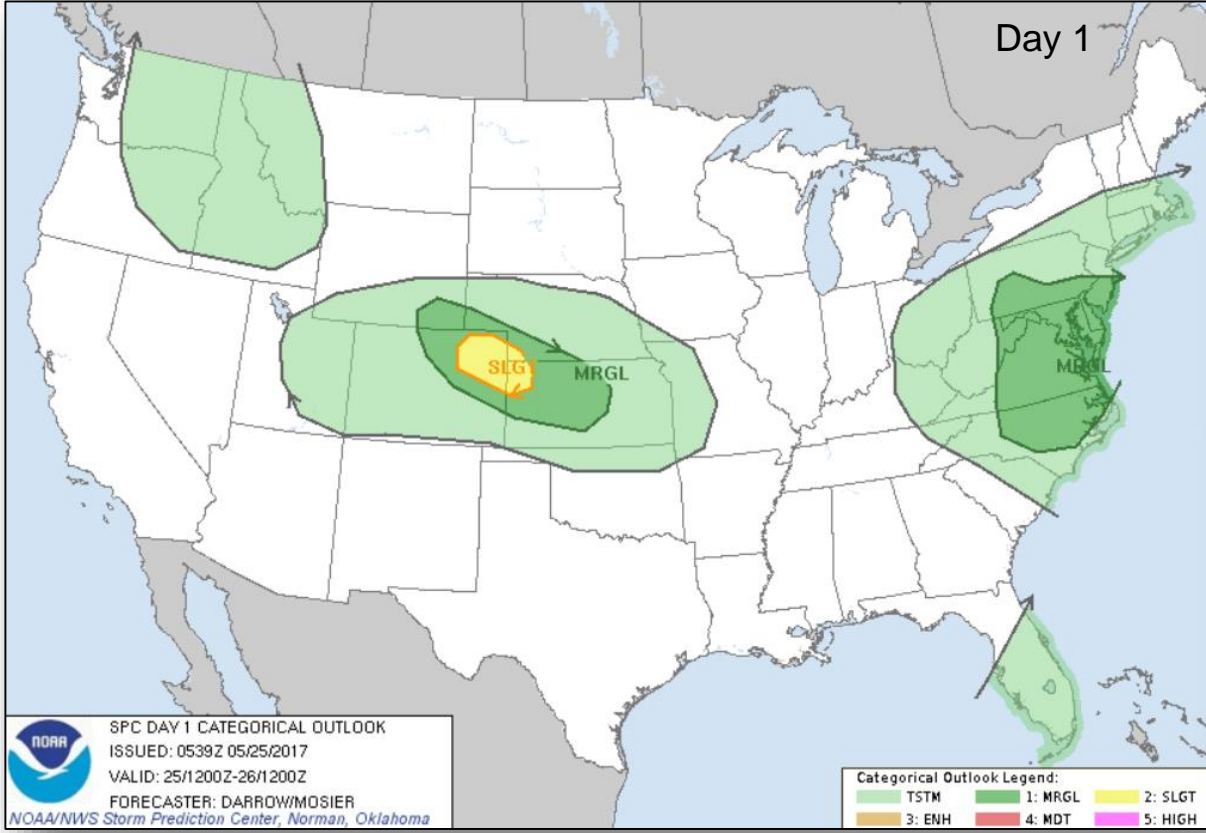 Day 1
SLGT
MRGL
MRGL
NOAA
SPC DAY 1 CATEGORICAL OUTLOOK
ISSUED: 0539Z 05/25/2017
VALID: 25/1200Z-26/1200Z
FORECASTER: DARROW/MOSIER
NOAA/NWS Storm Prediction Center, Norman, Oklahoma
Categorical Outlook Legend:
TSTM 1: MRGL 2: SLGT
3: ENH 4: MDT 5: HIGH